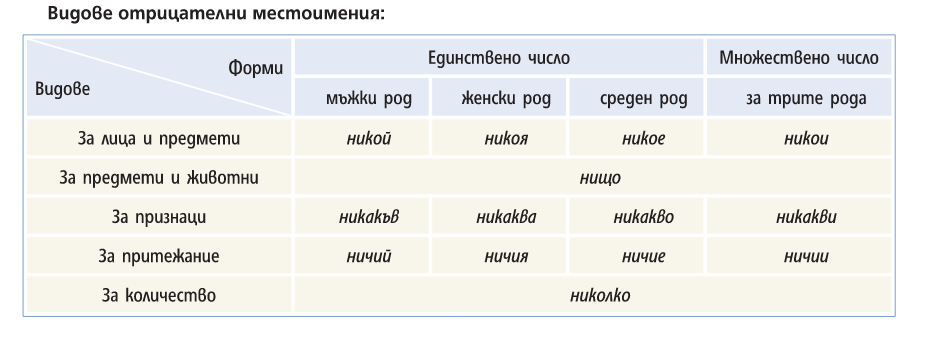 Видове отрицателни местоимения:
Форми
Видове
Единствено число
Множествено число
мъжки род
женски род
среден род
за трите рода
За лица и предмети
никой
никоя
никое
никои
За предмети и животни
нищо
За признаци
никакъв
никаква
никакво
никакви
За притежание
ничий
ничия
ничие
ничии
За количество
николко